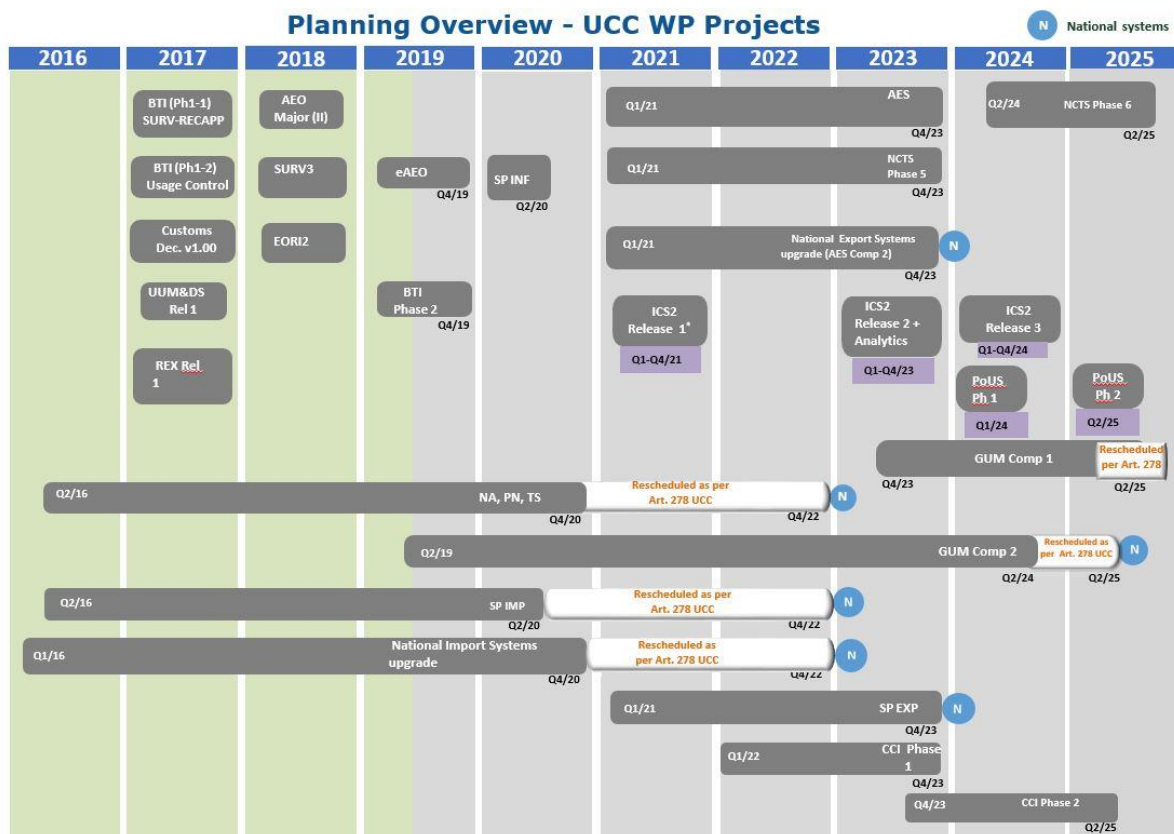 Planning Overview - UCC WP Projects
N National systems
2016 2017 2018 2019 2020 2021 2022 2023 2024 2025
BTI (Ph1-1)
SURV-RECAPP
AEO
Major (II)
Q1/21 AES
Q4/23
Q2/24 NCTS Phase 6
Q2/25
BTI (Ph1-2)
Usage Control
SURV3
eAEO
Q4/19
SP INF
Q2/20
Q1/21 NCTS
Phase 5
Q4/23
Customs
Dec. v1.00
EORI2
Q1/21 National Export Systems
upgrade (AES Comp 2)
Q4/23
N
UUM&DS
Rel 1
BTI
Phase 2
Q4/19
ICS2
Release 1*
Q1-Q4/21
ICS2
Release 2 +
Analytics
Q1-Q4/23
ICS2
Release 3
Q1-Q4/24
REX Rel
1
PoUS
Ph 1
Q1/24
PoUS
Ph 2
Q2/25
GUM Comp 1
Q4/23
Rescheduled
per Art. 278
Q2/25
Q2/16 NA, PN, TS
Q4/20
Rescheduled as per
Art. 278 UCC
Q4/22
N
Q2/19 GUM Comp 2
Q2/24
Rescheduled as
per Art. 278 UCC
Q2/25
N
Q2/16 SP IMP
Q2/20
Rescheduled as per
Art. 278 UCC
Q4/22
N
Q1/16 National Import Systems
upgrade
Q4/20
Rescheduled as
per Art. 278 UCC
Q4/22
N
Q1/21 SP EXP
Q4/23
N
Q1/22 CCI Phase
1
Q4/23
Q4/23 CCI Phase 2
Q2/25